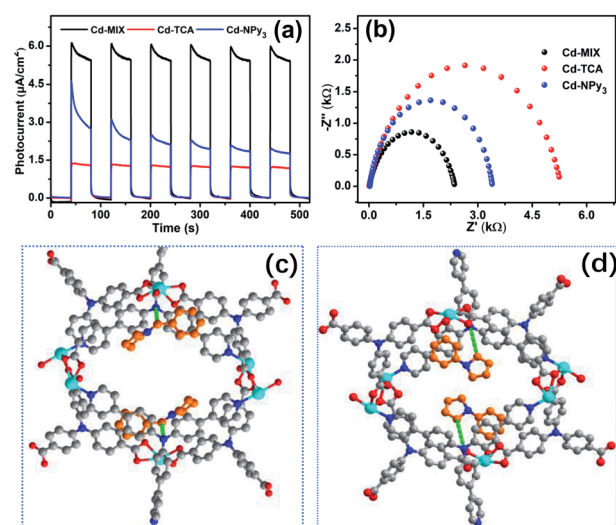 (a)
Cd-MIX Cd-TCA Cd-NPy₃
Photocurrent (μA/cm²)
6.0
4.5
3.0
1.5
0.0
0 100 200 300 400 500
Time (s)
(b)
Cd-MIX
Cd-TCA
Cd-NPy₃
-Z'' (kΩ)
2.5
2.0
1.5
1.0
0.5
0.0
0.0 1.5 3.0 4.5 6.0
Z' (kΩ)
(c)
(d)